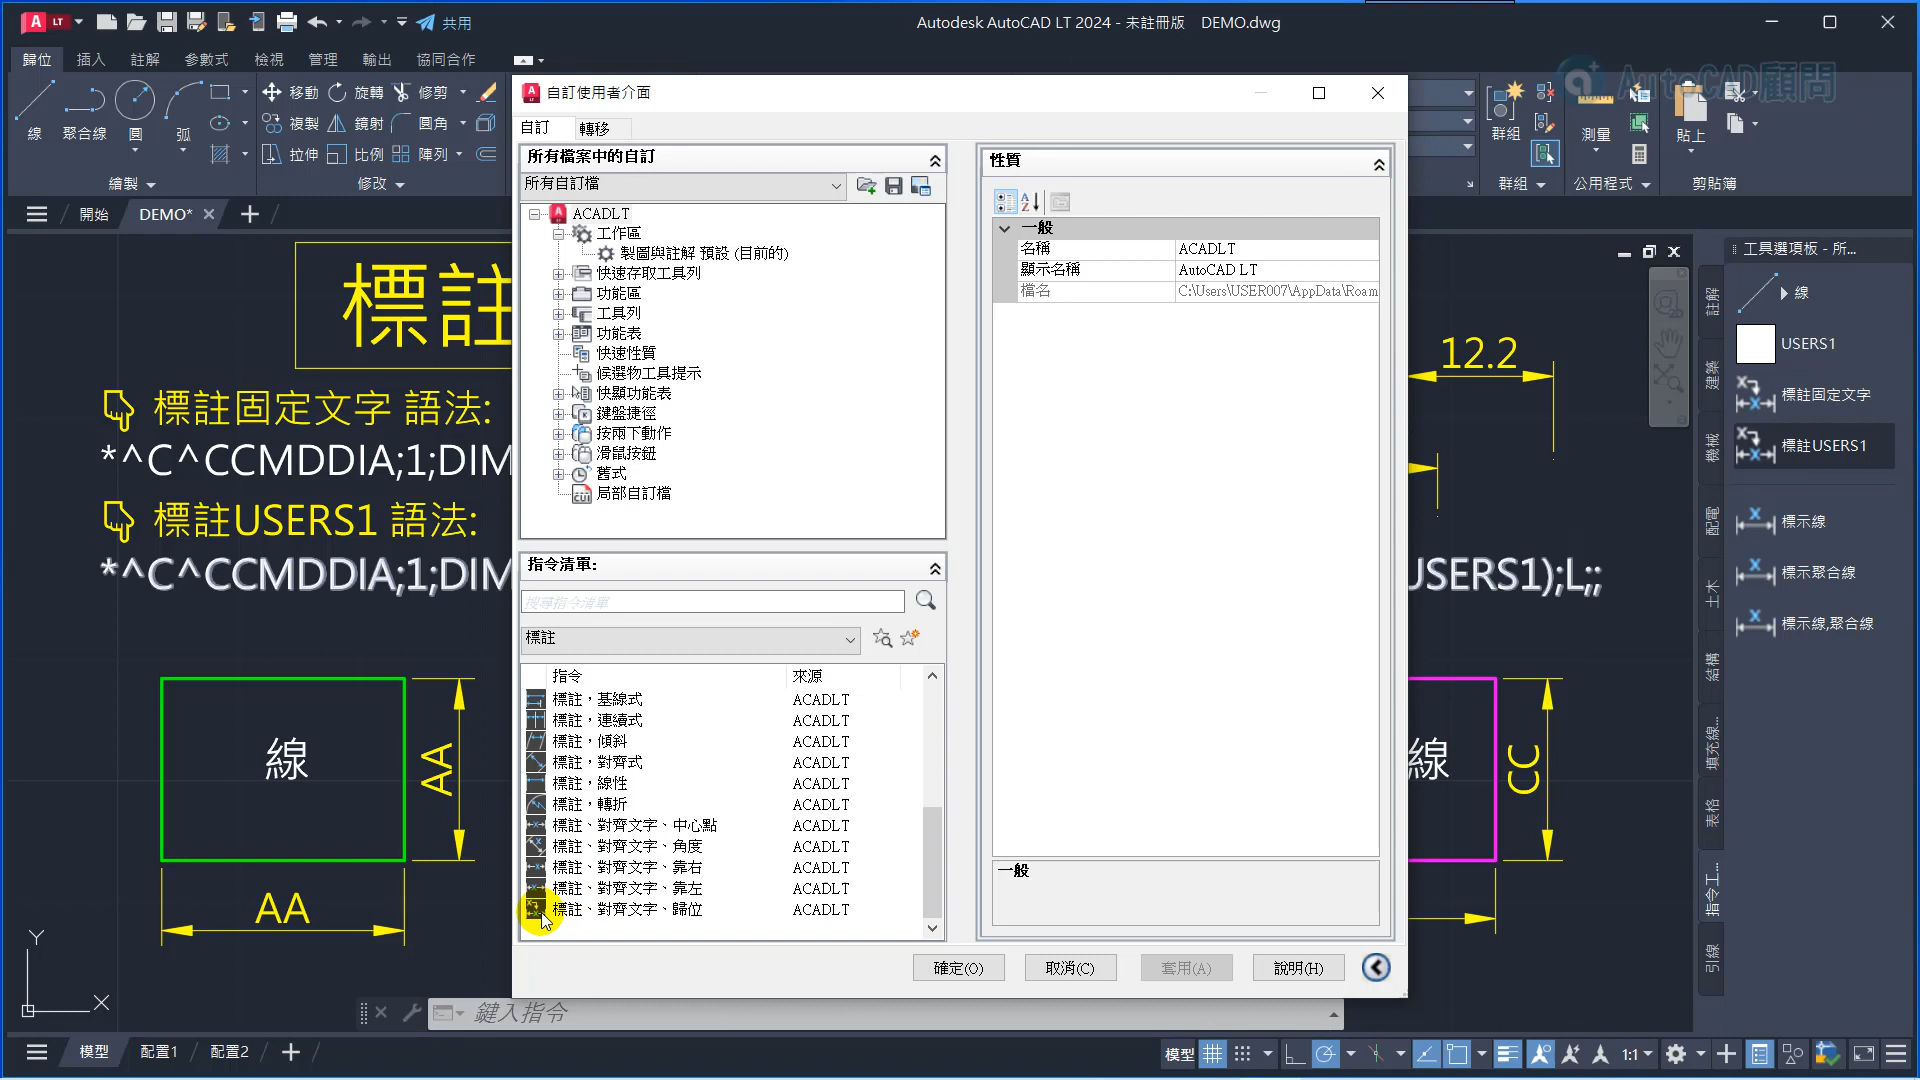 LT
共用
Autodesk AutoCAD LT 2024 - 未註冊版 DEMO.dwg
歸位 插入 註解 參數式 檢視 管理 輸出 協同合作
AutoCAD顧問
線 聚合線 圓 弧
移動 旋轉 修剪
複製 鏡射 圓角
拉伸 比例 陣列
群組 測量 貼上
繪製 修改 群組 公用程式 剪貼簿
開始 DEMO*
自訂使用者介面
自訂 轉移
所有檔案中的自訂
所有自訂檔
ACADLT
工作區
製圖與註解 預設 (目前的)
快速存取工具列
功能區
工具列
功能表
快速性質
候選物工具提示
快顯功能表
鍵盤捷徑
按兩下動作
滑鼠按鈕
舊式
局部自訂檔
指令清單:
搜尋指令清單
標註
指令 來源
標註，基線式 ACADLT
標註，連續式 ACADLT
標註，傾斜 ACADLT
標註，對齊式 ACADLT
標註，線性 ACADLT
標註，轉折 ACADLT
標註、對齊文字、中心點 ACADLT
標註、對齊文字、角度 ACADLT
標註、對齊文字、靠右 ACADLT
標註、對齊文字、靠左 ACADLT
標註、對齊文字、歸位 ACADLT
性質
一般
名稱 ACADLT
顯示名稱 AutoCAD LT
檔名 C:\Users\USER007\AppData\Roam
一般
確定(O) 取消(C) 套用(A) 說明(H)
標註
標註固定文字 語法:
*^C^CCMDDIA;1;DIM
標註USERS1 語法:
*^C^CCMDDIA;1;DIM
USERS1);L;;
12.2
線
AA
AA
線
CC
Y
X
工具選項板 - 所...
線
USERS1
標註固定文字
標註USERS1
標示線
標示聚合線
標示線,聚合線
註解
建築
機械
配電
土木
結構
填充線...
表格
指令工...
引線
鍵入指令
模型 配置1 配置2
模型 1:1